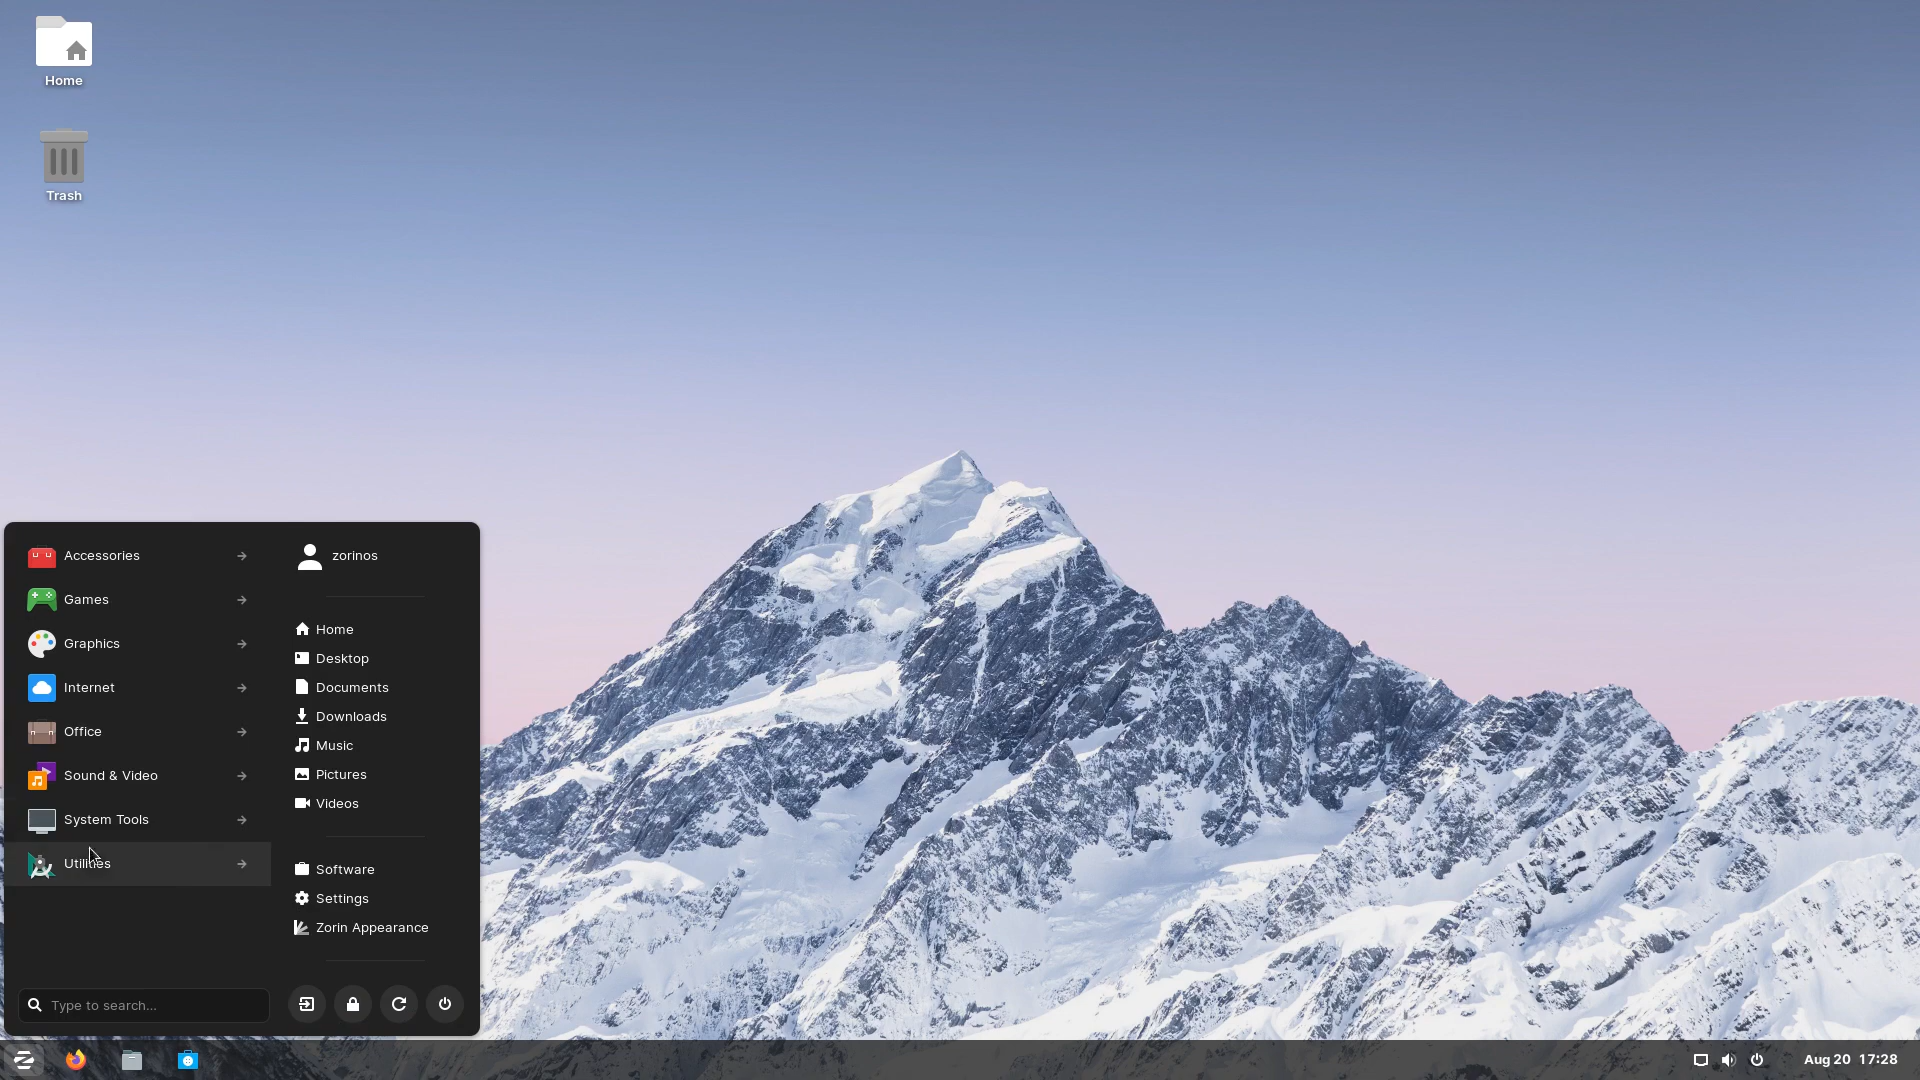 Home
Trash
Accessories
Games
Graphics
Internet
Office
Sound & Video
System Tools
Utilities
Type to search...
zorinos
Home
Desktop
Documents
Downloads
Music
Pictures
Videos
Software
Settings
Zorin Appearance
Aug 20 17:28